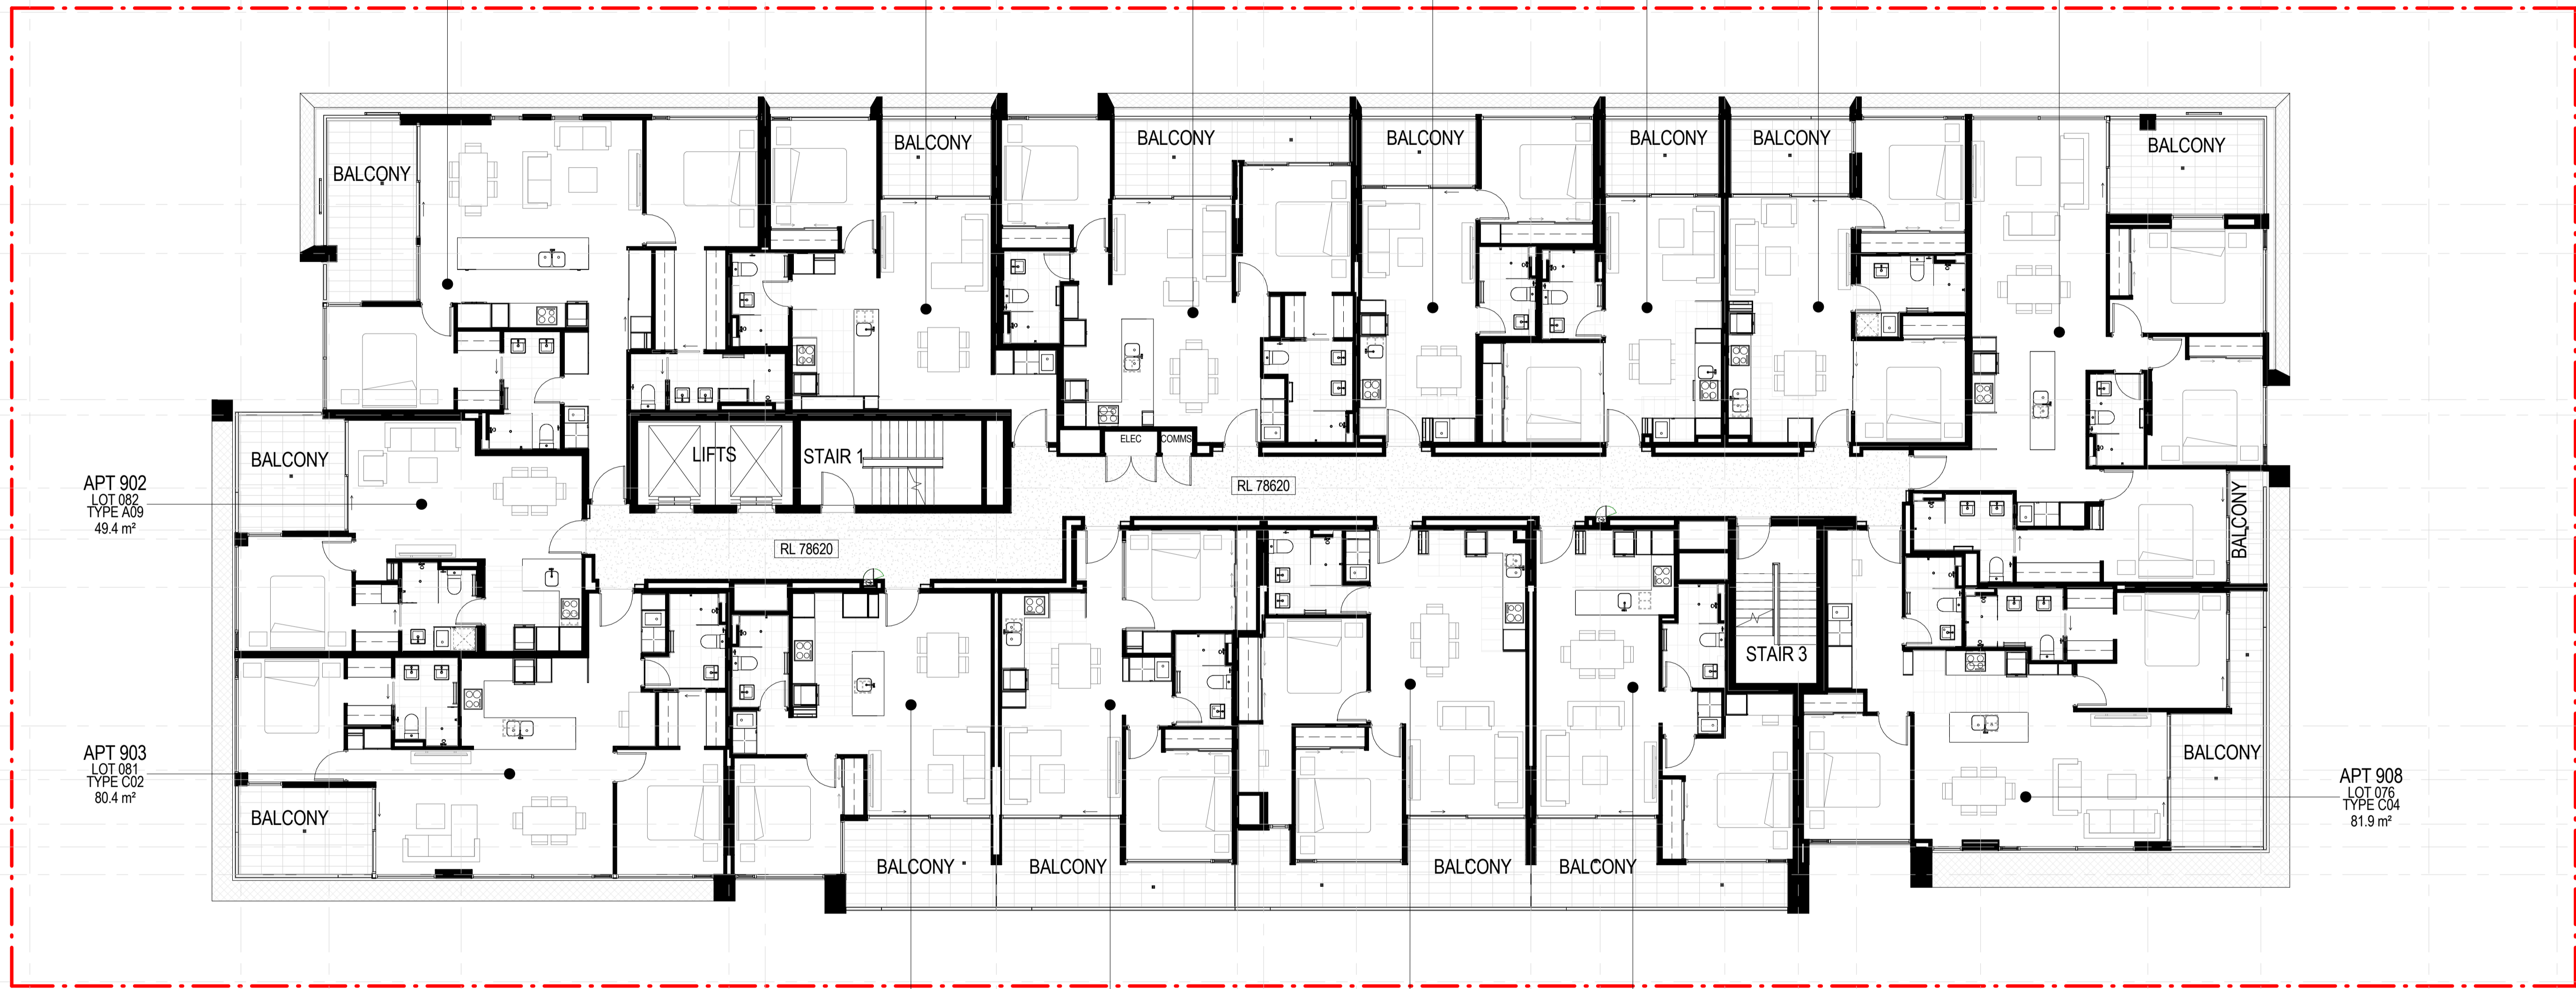 BALCONY
BALCONY
BALCONY
BALCONY
BALCONY
BALCONY
BALCONY
BALCONY
LIFTS
STAIR 1
ELEC
COMMS
APT 902
LOT 082
TYPE A09
49.4 m²
RL 78620
BALCONY
RL 78620
STAIR 3
APT 903
LOT 081
TYPE C02
80.4 m²
BALCONY
BALCONY
APT 908
LOT 076
TYPE C04
81.9 m²
BALCONY
BALCONY
BALCONY
BALCONY
BALCONY